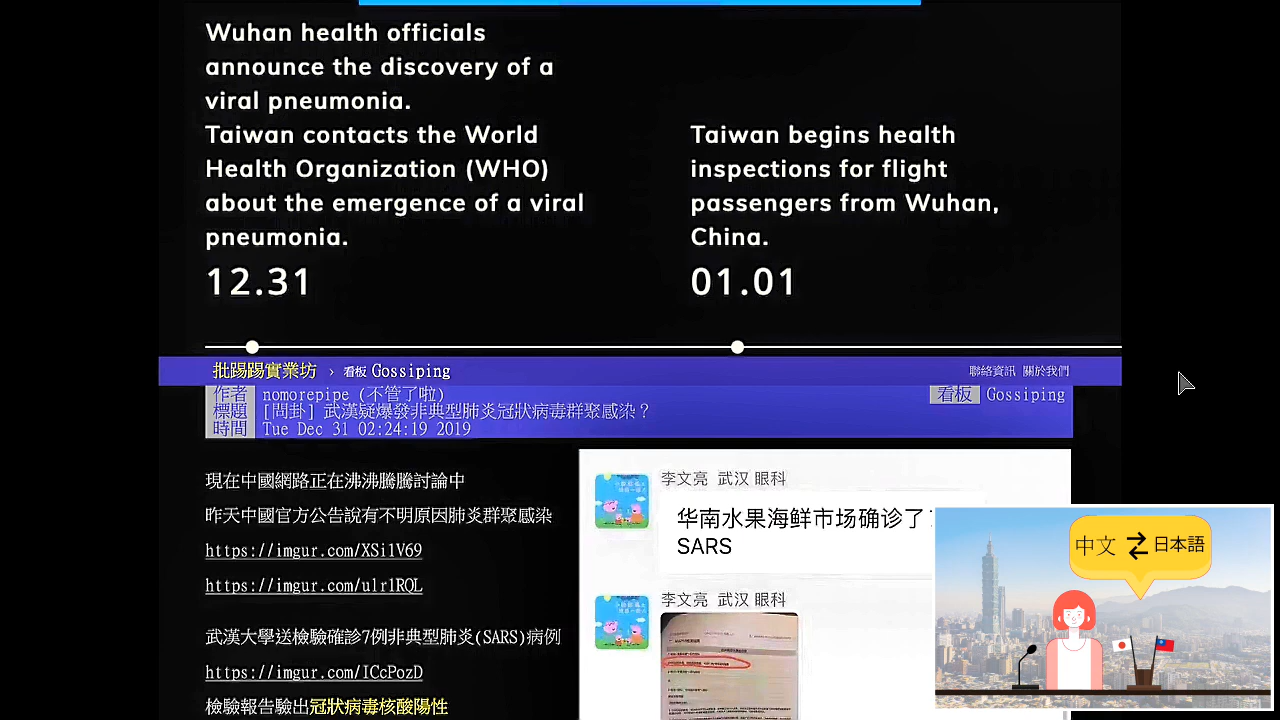 Wuhan health officials
announce the discovery of a
viral pneumonia.
Taiwan contacts the World
Health Organization (WHO)
about the emergence of a viral
pneumonia.
12.31
Taiwan begins health
inspections for flight
passengers from Wuhan,
China.
01.01
批踢踢實業坊 › 看板 Gossiping
聯絡資訊 關於我們
作者 nomorepipe (不管了啦)
看板 Gossiping
標題 [問卦] 武漢疑爆發非典型肺炎冠狀病毒群聚感染？
時間 Tue Dec 31 02:24:19 2019
現在中國網路正在沸沸騰騰討論中
昨天中國官方公告說有不明原因肺炎群聚感染
https://imgur.com/XSi1V69
https://imgur.com/ulr1RQL
武漢大學送檢驗確診7例非典型肺炎(SARS)病例
https://imgur.com/ICcPozD
檢驗報告驗出冠狀病毒核酸陽性
李文亮 武汉 眼科
华南水果海鲜市场确诊了
SARS
李文亮 武汉 眼科
中文 ⇄ 日本語